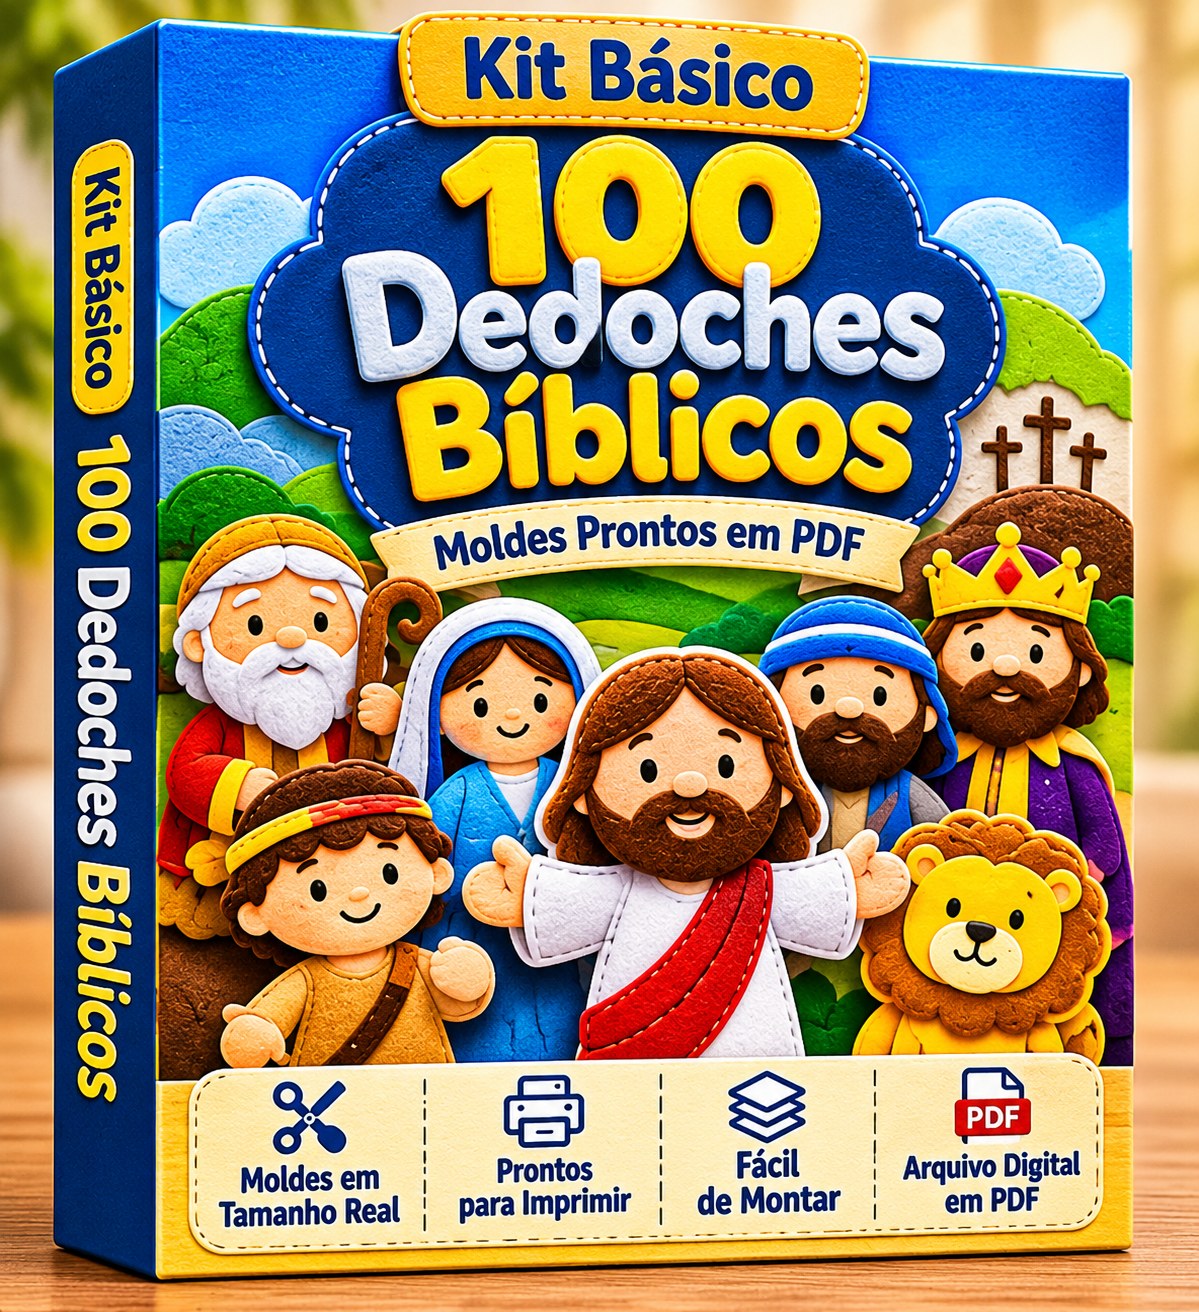 Kit Básico
100
Dedoches
Bíblicos
Moldes Prontos em PDF
Kit Básico
100 Dedoches Bíblicos
Moldes em
Tamanho Real
Prontos
para Imprimir
Fácil
de Montar
PDF
Arquivo Digital
em PDF